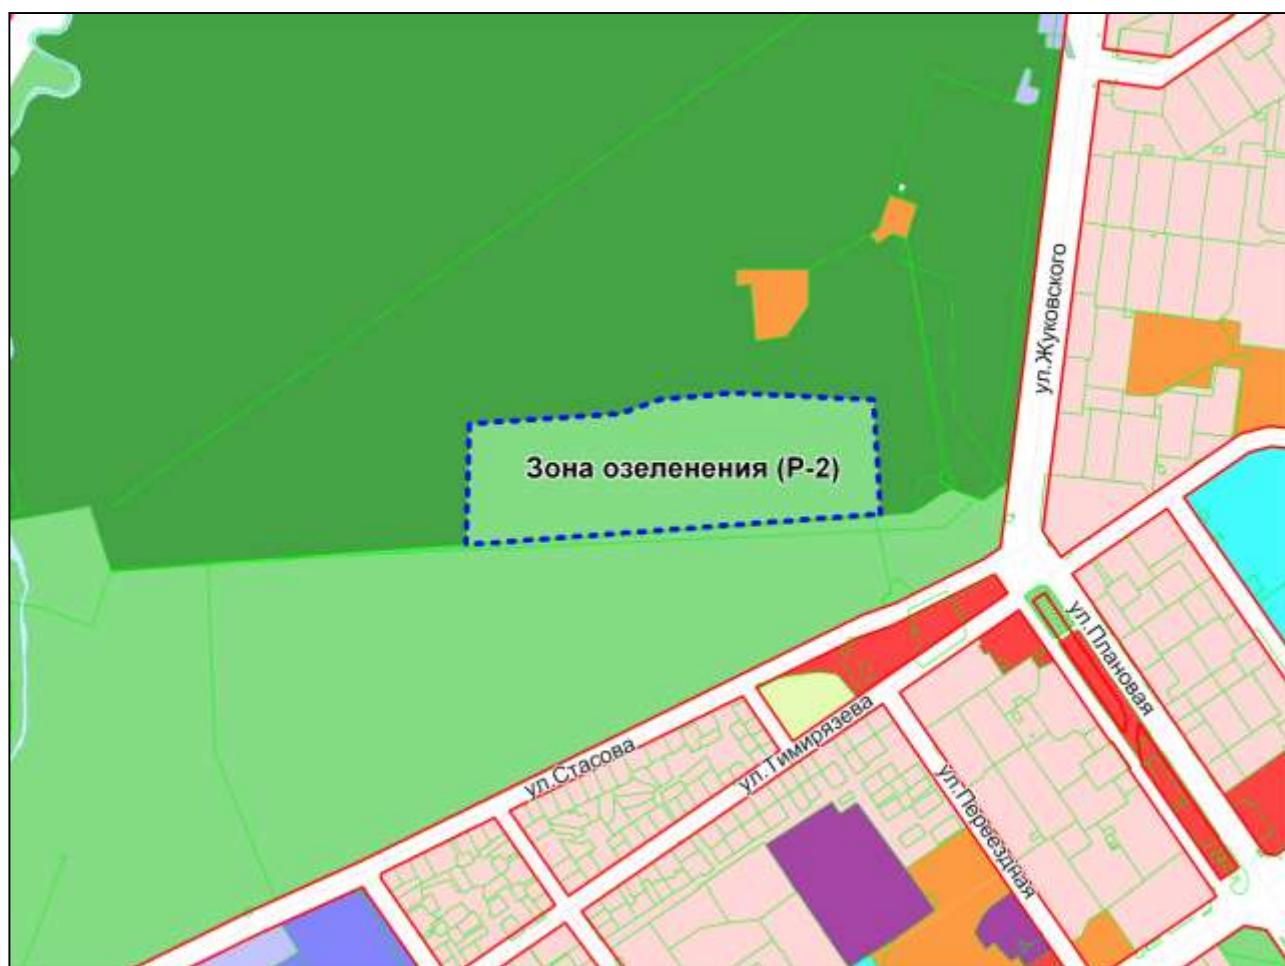 ул.Жуковского
Зона озеленения (Р-2)
ул.Плановая
ул.Тимирязева
ул.Стасова
ул.Переездная